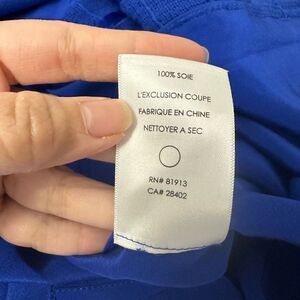 100% SOIE
L'EXCLUSION COUPE
FABRIQUE EN CHINE
NETTOYER A SEC
RN# 81913
CA# 28402